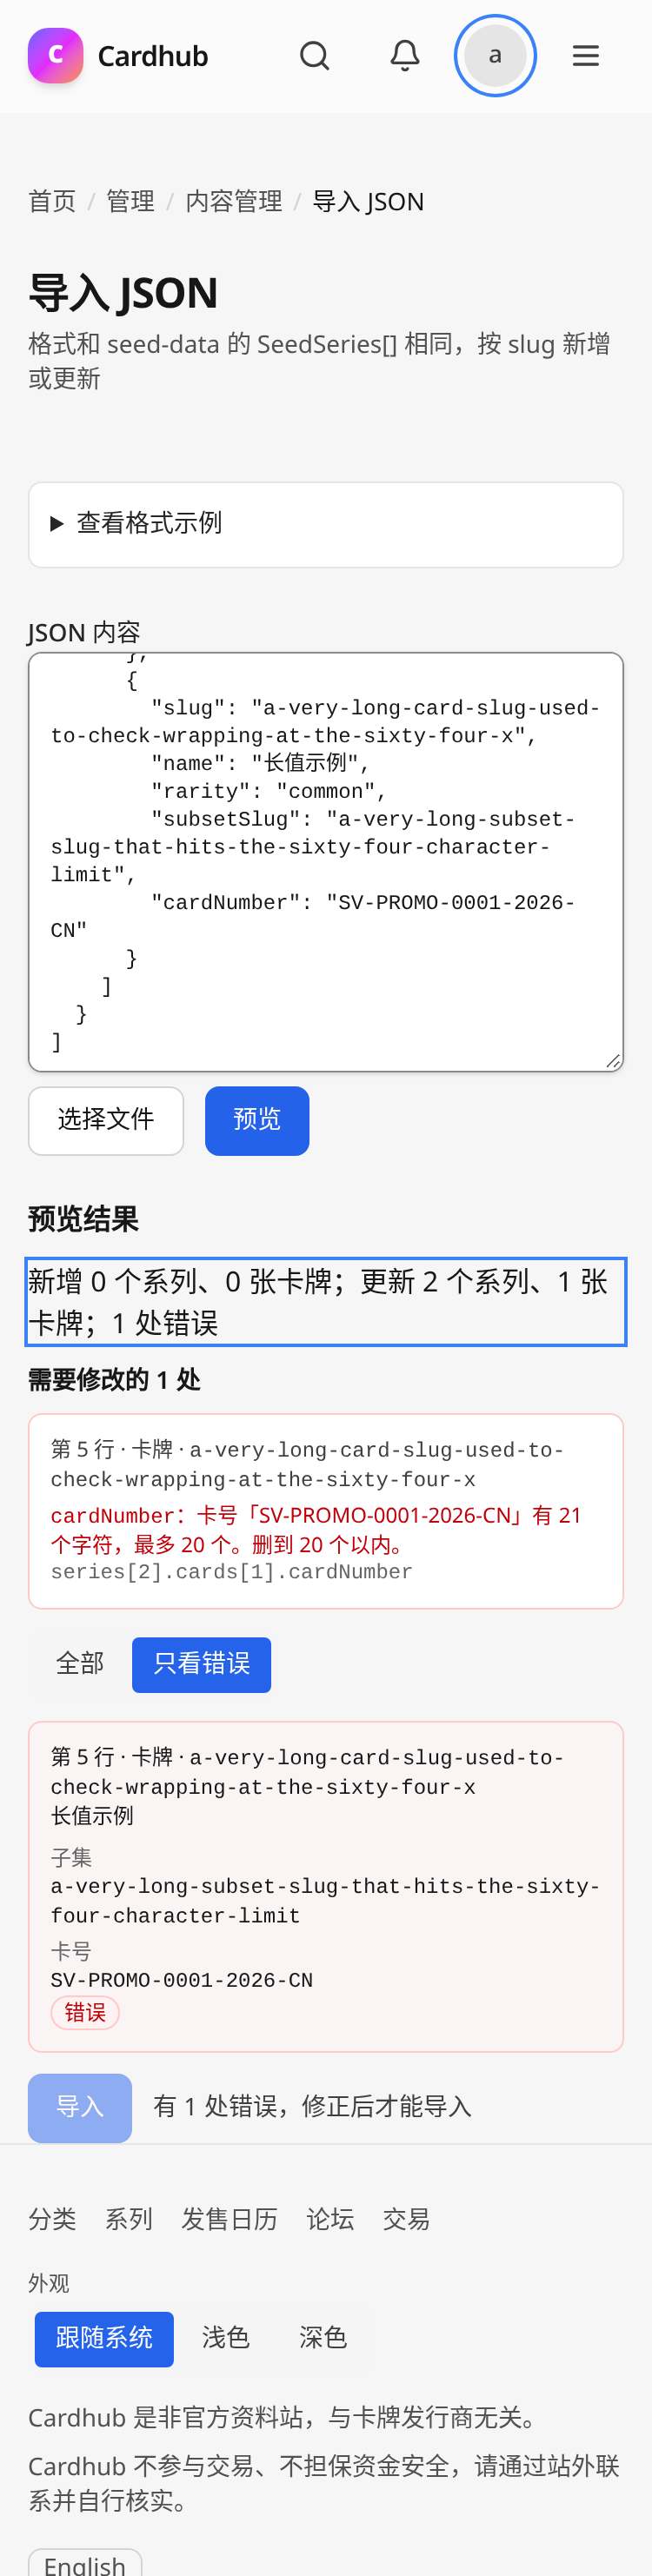 C Cardhub a
首页 / 管理 / 内容管理 / 导入 JSON
导入 JSON
格式和 seed-data 的 SeedSeries[] 相同，按 slug 新增
或更新
▶ 查看格式示例
JSON 内容
},
{
"slug": "a-very-long-card-slug-used-
to-check-wrapping-at-the-sixty-four-x",
"name": "长值示例",
"rarity": "common",
"subsetSlug": "a-very-long-subset-
slug-that-hits-the-sixty-four-character-
limit",
"cardNumber": "SV-PROMO-0001-2026-
CN"
}
]
}
]
选择文件 预览
预览结果
新增 0 个系列、0 张卡牌；更新 2 个系列、1 张
卡牌；1 处错误
需要修改的 1 处
第 5 行 · 卡牌 · a-very-long-card-slug-used-to-
check-wrapping-at-the-sixty-four-x
cardNumber：卡号「SV-PROMO-0001-2026-CN」有 21
个字符，最多 20 个。删到 20 个以内。
series[2].cards[1].cardNumber
全部 只看错误
第 5 行 · 卡牌 · a-very-long-card-slug-used-to-
check-wrapping-at-the-sixty-four-x
长值示例
子集
a-very-long-subset-slug-that-hits-the-sixty-
four-character-limit
卡号
SV-PROMO-0001-2026-CN
错误
导入 有 1 处错误，修正后才能导入
分类 系列 发售日历 论坛 交易
外观
跟随系统 浅色 深色
Cardhub 是非官方资料站，与卡牌发行商无关。
Cardhub 不参与交易、不担保资金安全，请通过站外联
系并自行核实。
English